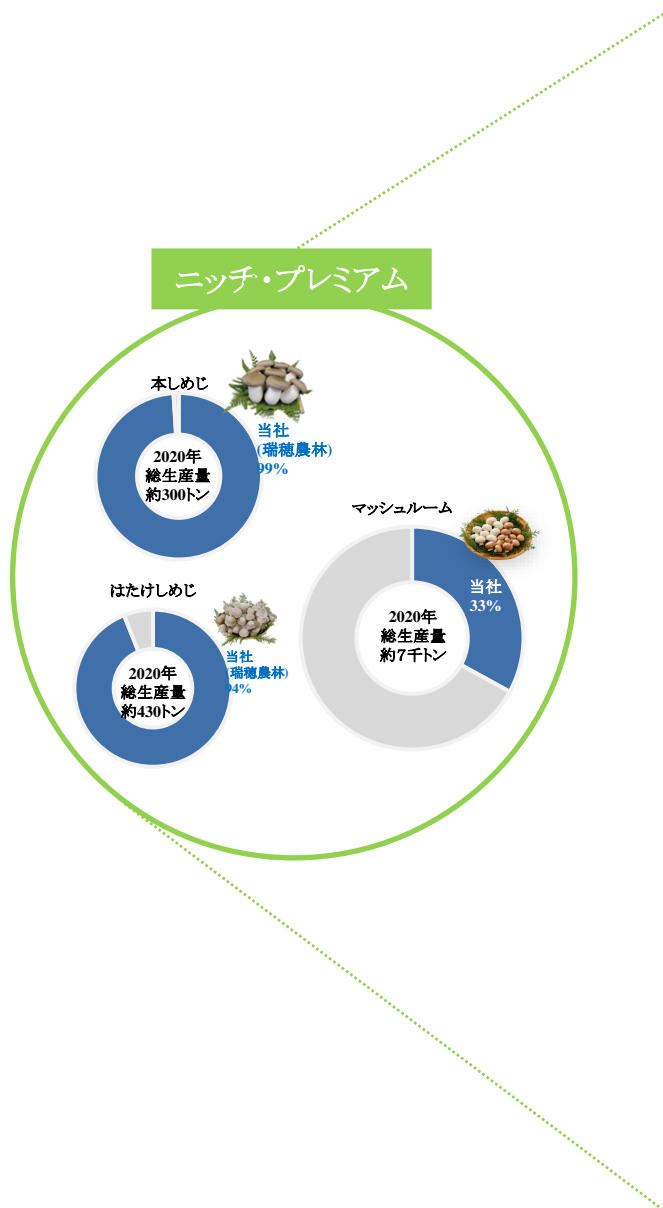 ニッチ・プレミアム
本しめじ
当社
(瑞穂農林)
99%
2020年
総生産量
約300トン
マッシュルーム
当社
33%
2020年
総生産量
約7千トン
はたけしめじ
当社
(瑞穂農林)
94%
2020年
総生産量
約430トン